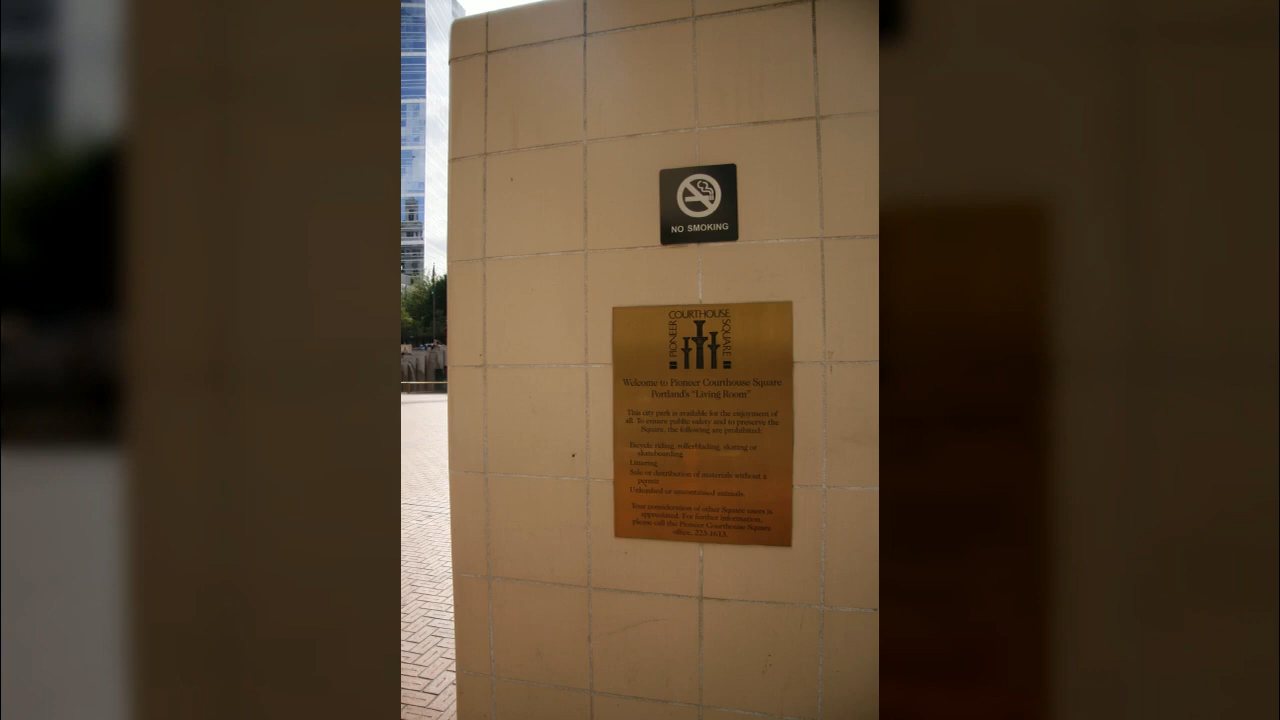 NO SMOKING
PIONEER COURTHOUSE SQUARE
Welcome to Pioneer Courthouse Square
Portland's "Living Room"
This city park is available for the enjoyment of
all. To ensure public safety and to preserve the
Square, the following are prohibited:
Bicycle riding, rollerblading, skating or
skateboarding
Littering
Sale or distribution of materials without a
permit
Unleashed or uncontained animals.
Your consideration of other Square users is
appreciated. For further information,
please call the Pioneer Courthouse Square
office, 223-1613.